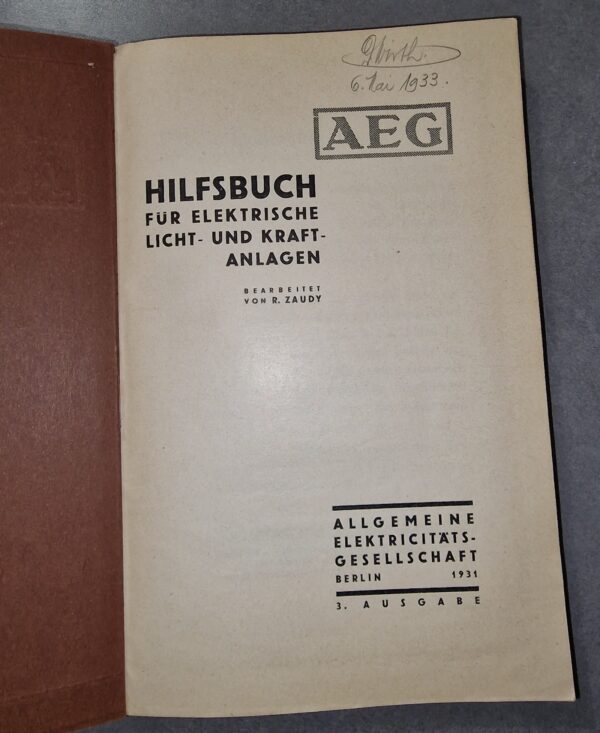 6. Mai 1933.
AEG
HILFSBUCH
FÜR ELEKTRISCHE
LICHT- UND KRAFT-
ANLAGEN
BEARBEITET
VON R. ZAUDY
ALLGEMEINE
ELEKTRICITÄTS-
GESELLSCHAFT
BERLIN 1931
3. AUSGABE